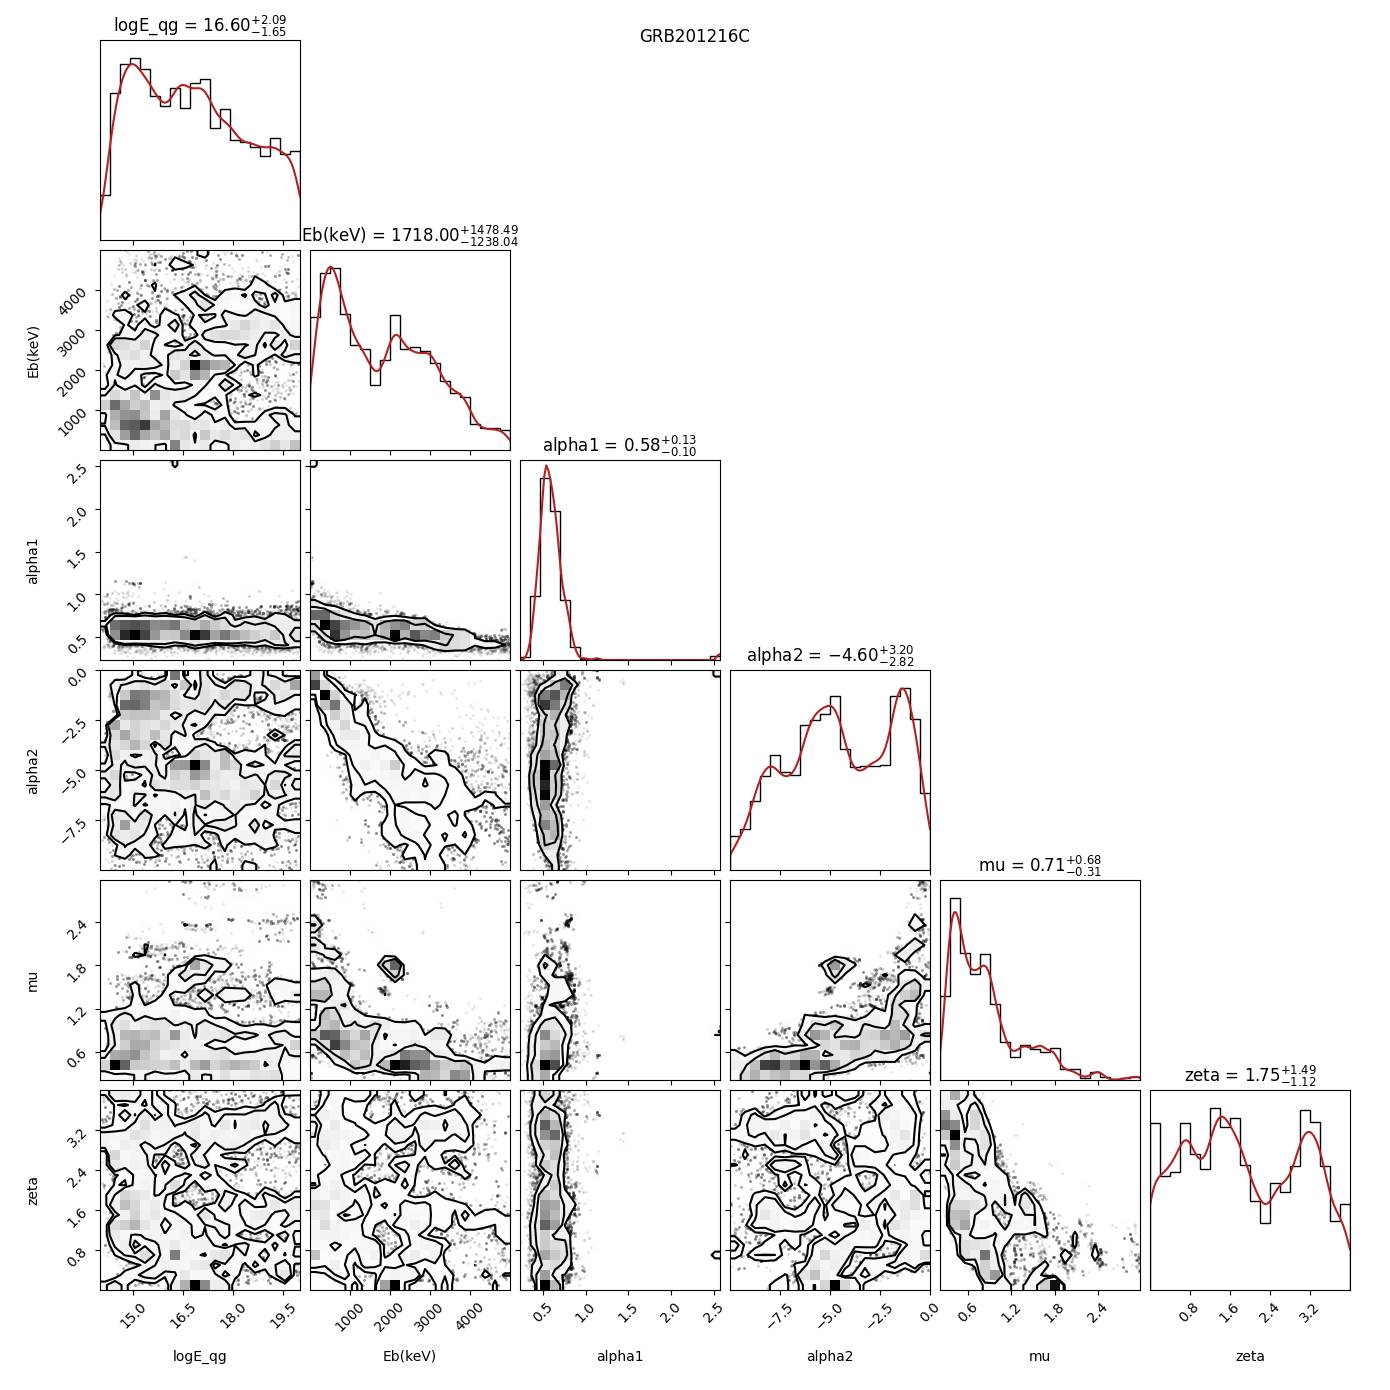 GRB201216C
logE_qg = 16.60^{+2.09}_{−1.65}
Eb(keV) = 1718.00^{+1478.49}_{−1238.04}
Eb(keV)
4000
3000
2000
1000
alpha1 = 0.58^{+0.13}_{−0.10}
alpha1
2.5
2.0
1.5
1.0
0.5
alpha2 = −4.60^{+3.20}_{−2.82}
alpha2
0.0
−2.5
−5.0
−7.5
mu = 0.71^{+0.68}_{−0.31}
mu
2.4
1.8
1.2
0.6
zeta = 1.75^{+1.49}_{−1.12}
zeta
3.2
2.4
1.6
0.8
15.0 16.5 18.0 19.5 1000 2000 3000 4000 0.5 1.0 1.5 2.0 2.5 −7.5 −5.0 −2.5 0.0 0.6 1.2 1.8 2.4 0.8 1.6 2.4 3.2
logE_qg Eb(keV) alpha1 alpha2 mu zeta